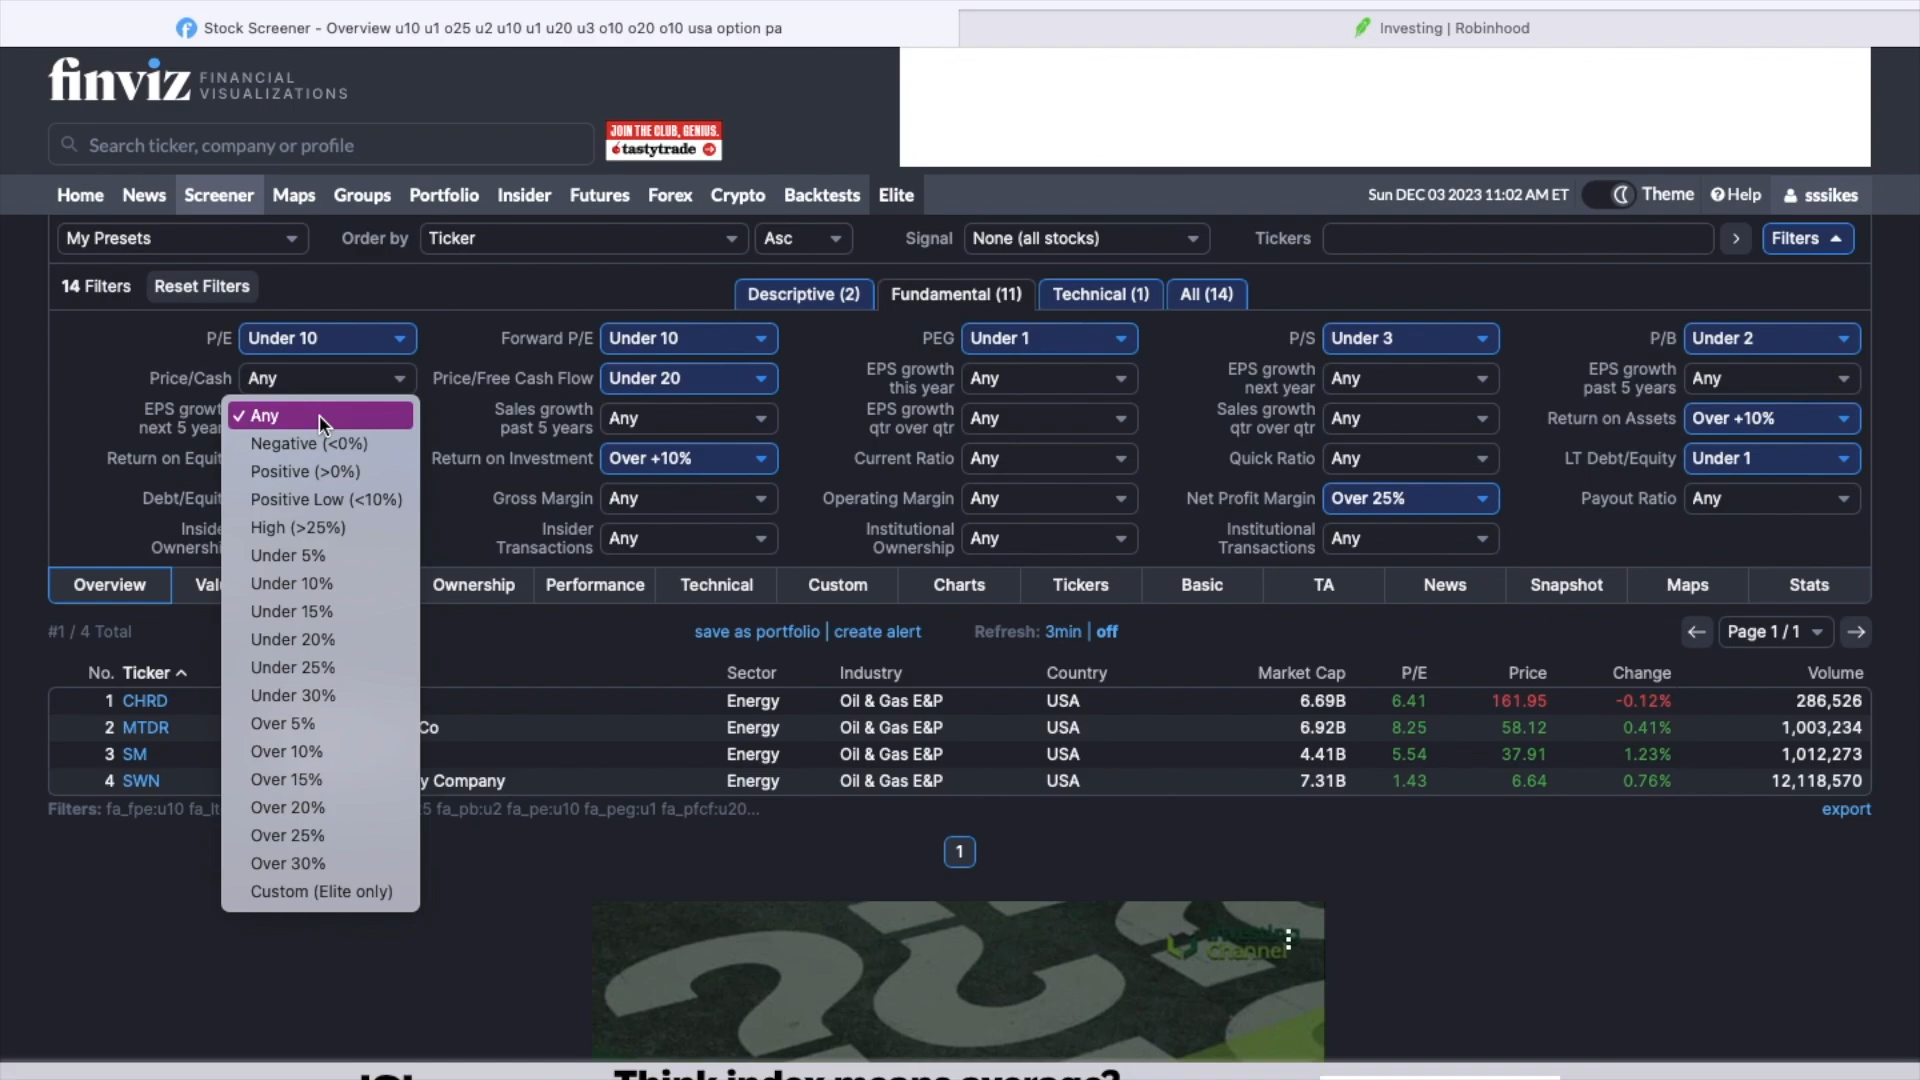 Stock Screener - Overview u10 u1 o25 u2 u10 u1 u20 u3 o10 o20 o10 usa option pa
Investing | Robinhood
finviz FINANCIAL VISUALIZATIONS
Search ticker, company or profile
JOIN THE CLUB, GENIUS.
tastytrade
Home News Screener Maps Groups Portfolio Insider Futures Forex Crypto Backtests Elite
Sun DEC 03 2023 11:02 AM ET Theme Help sssikes
My Presets Order by Ticker Asc Signal None (all stocks) Tickers > Filters
14 Filters Reset Filters Descriptive (2) Fundamental (11) Technical (1) All (14)
P/E Under 10 Forward P/E Under 10 PEG Under 1 P/S Under 3 P/B Under 2
Price/Cash Any Price/Free Cash Flow Under 20 EPS growth this year Any EPS growth next year Any EPS growth past 5 years Any
EPS growt next 5 year Sales growth past 5 years Any EPS growth qtr over qtr Any Sales growth qtr over qtr Any Return on Assets Over +10%
Return on Equit Return on Investment Over +10% Current Ratio Any Quick Ratio Any LT Debt/Equity Under 1
Debt/Equit Gross Margin Any Operating Margin Any Net Profit Margin Over 25% Payout Ratio Any
Inside Ownersh Insider Transactions Any Institutional Ownership Any Institutional Transactions Any
✓ Any
Negative (<0%)
Positive (>0%)
Positive Low (<10%)
High (>25%)
Under 5%
Under 10%
Under 15%
Under 20%
Under 25%
Under 30%
Over 5%
Over 10%
Over 15%
Over 20%
Over 25%
Over 30%
Custom (Elite only)
Overview Val Ownership Performance Technical Custom Charts Tickers Basic TA News Snapshot Maps Stats
#1 / 4 Total save as portfolio | create alert Refresh: 3min | off Page 1 / 1
No. Ticker Sector Industry Country Market Cap P/E Price Change Volume
1 CHRD Energy Oil & Gas E&P USA 6.69B 6.41 161.95 -0.12% 286,526
2 MTDR Co Energy Oil & Gas E&P USA 6.92B 8.25 58.12 0.41% 1,003,234
3 SM Energy Oil & Gas E&P USA 4.41B 5.54 37.91 1.23% 1,012,273
4 SWN y Company Energy Oil & Gas E&P USA 7.31B 1.43 6.64 0.76% 12,118,570
Filters: fa_fpe:u10 fa_lt 5 fa_pb:u2 fa_pe:u10 fa_peg:u1 fa_pfcf:u20... export
1
Channel
Think index means average?